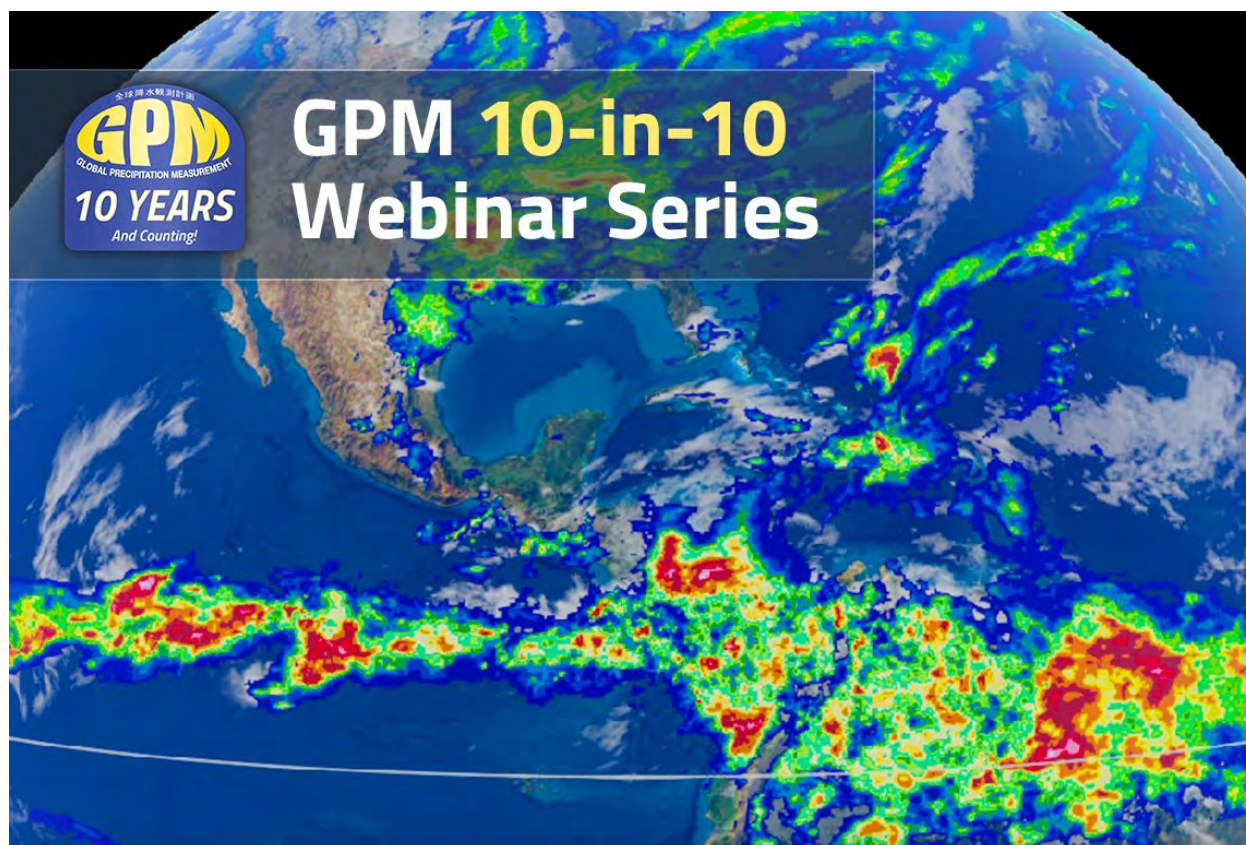 全球降水観測計画
GPM
GLOBAL PRECIPITATION MEASUREMENT
10 YEARS
And Counting!
GPM 10-in-10
Webinar Series